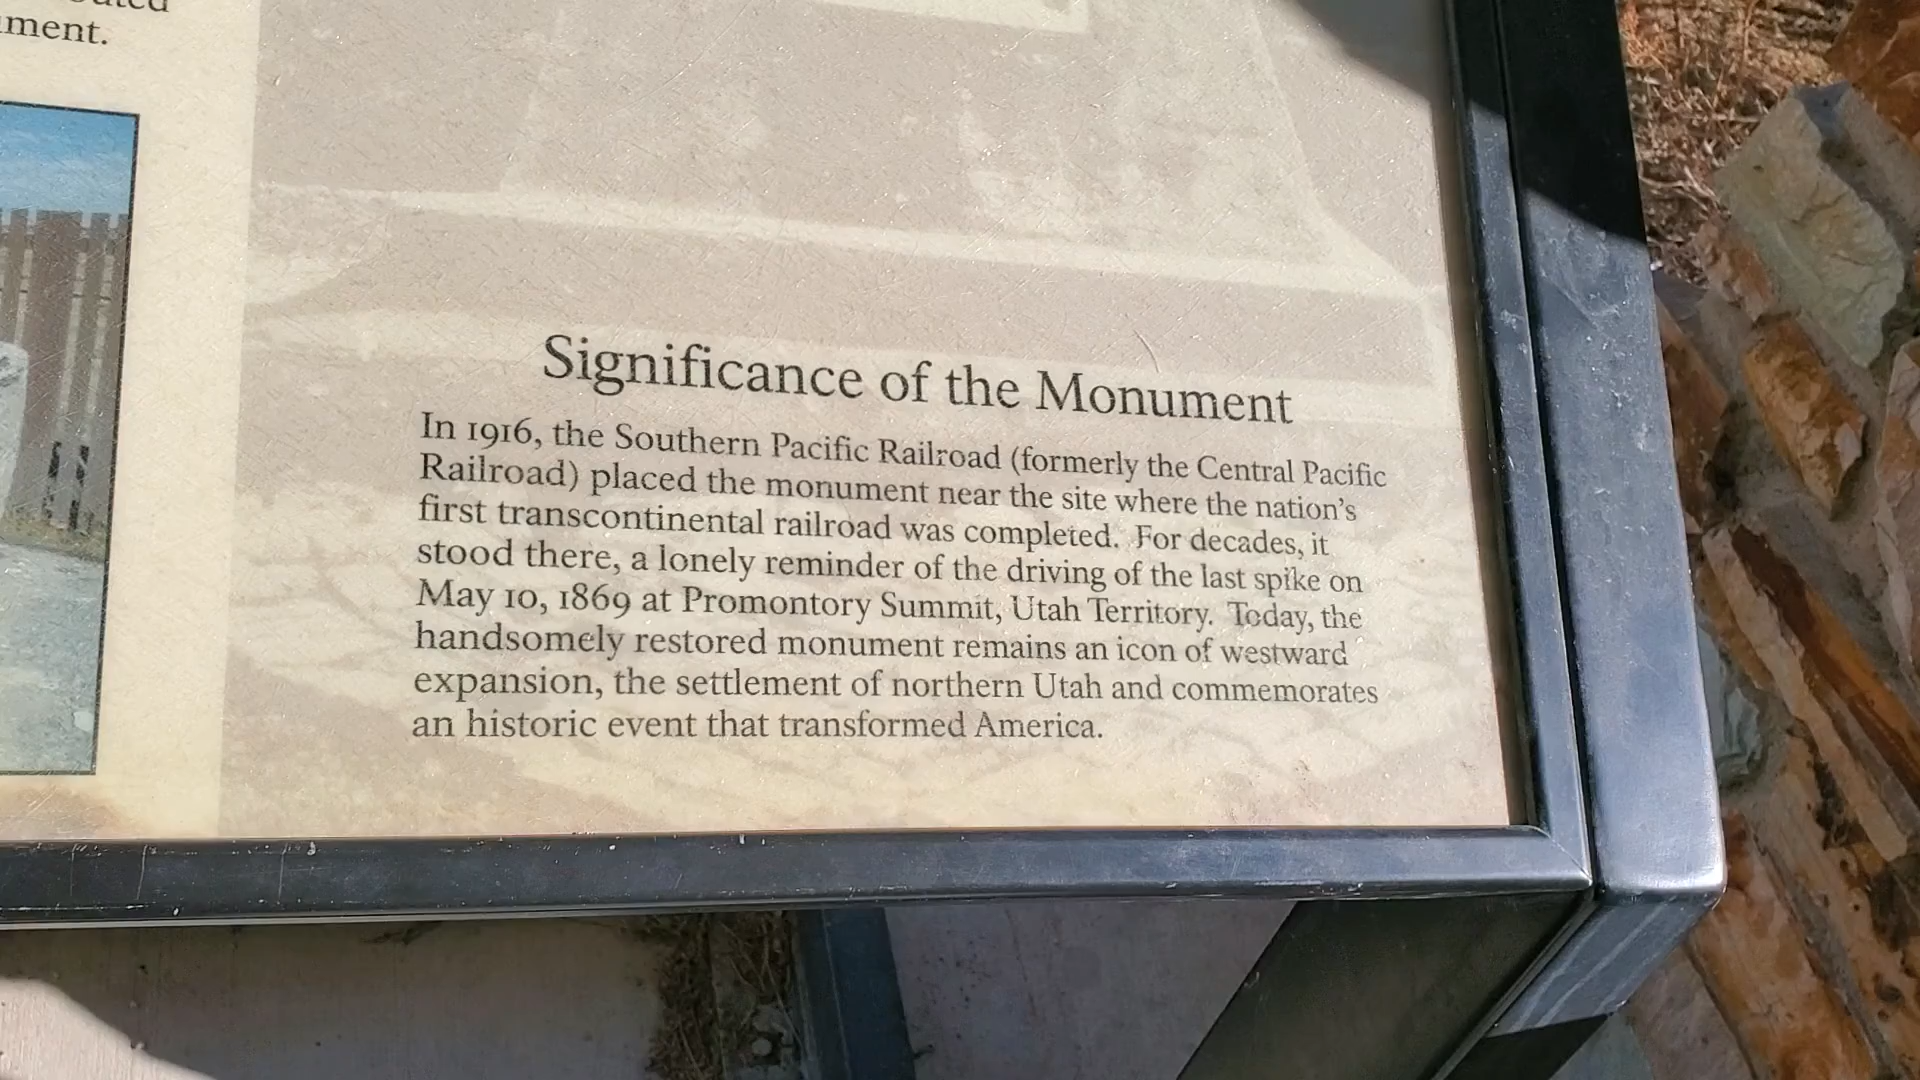 ment.
Significance of the Monument
In 1916, the Southern Pacific Railroad (formerly the Central Pacific
Railroad) placed the monument near the site where the nation's
first transcontinental railroad was completed. For decades, it
stood there, a lonely reminder of the driving of the last spike on
May 10, 1869 at Promontory Summit, Utah Territory. Today, the
handsomely restored monument remains an icon of westward
expansion, the settlement of northern Utah and commemorates
an historic event that transformed America.